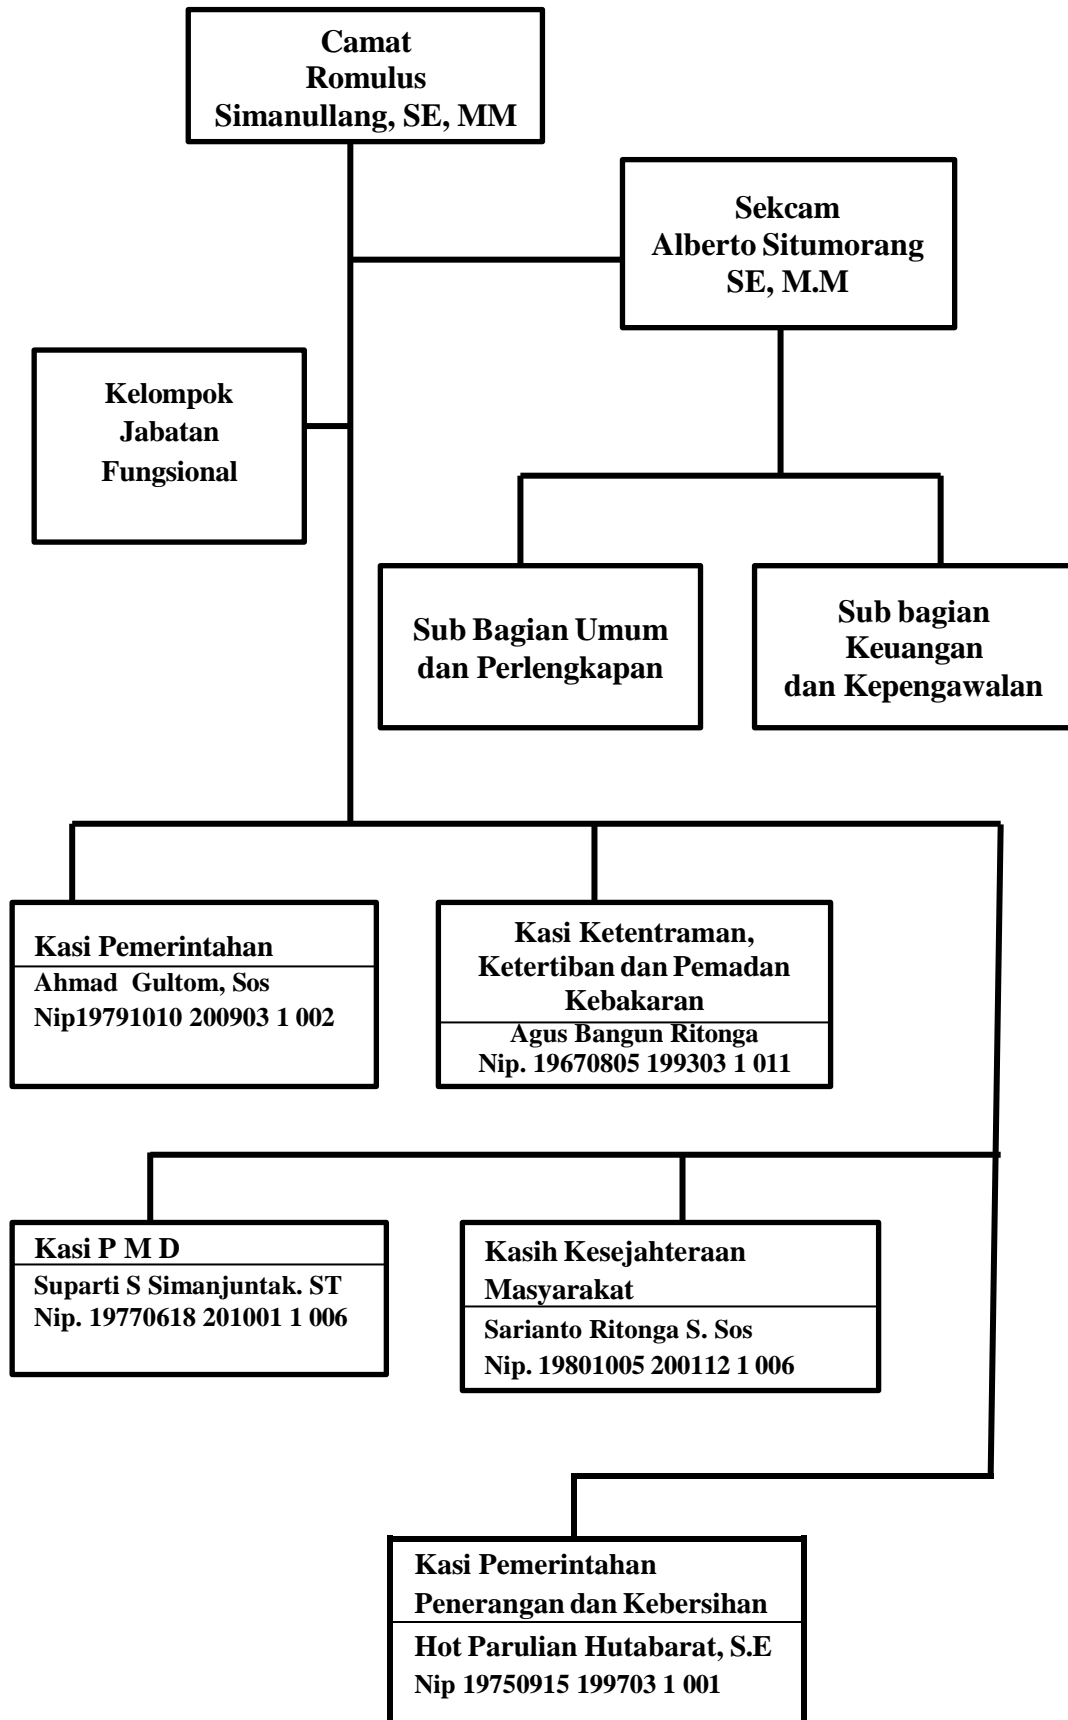 Camat
Romulus
Simanullang, SE, MM
Sekcam
Alberto Situmorang
SE, M.M
Kelompok
Jabatan
Fungsional
Sub Bagian Umum
dan Perlengkapan
Sub bagian
Keuangan
dan Kepengawalan
Kasi Pemerintahan
Ahmad Gultom, Sos
Nip19791010 200903 1 002
Kasi Ketentraman,
Ketertiban dan Pemadan
Kebakaran
Agus Bangun Ritonga
Nip. 19670805 199303 1 011
Kasi P M D
Suparti S Simanjuntak. ST
Nip. 19770618 201001 1 006
Kasih Kesejahteraan
Masyarakat
Sarianto Ritonga S. Sos
Nip. 19801005 200112 1 006
Kasi Pemerintahan
Penerangan dan Kebersihan
Hot Parulian Hutabarat, S.E
Nip 19750915 199703 1 001